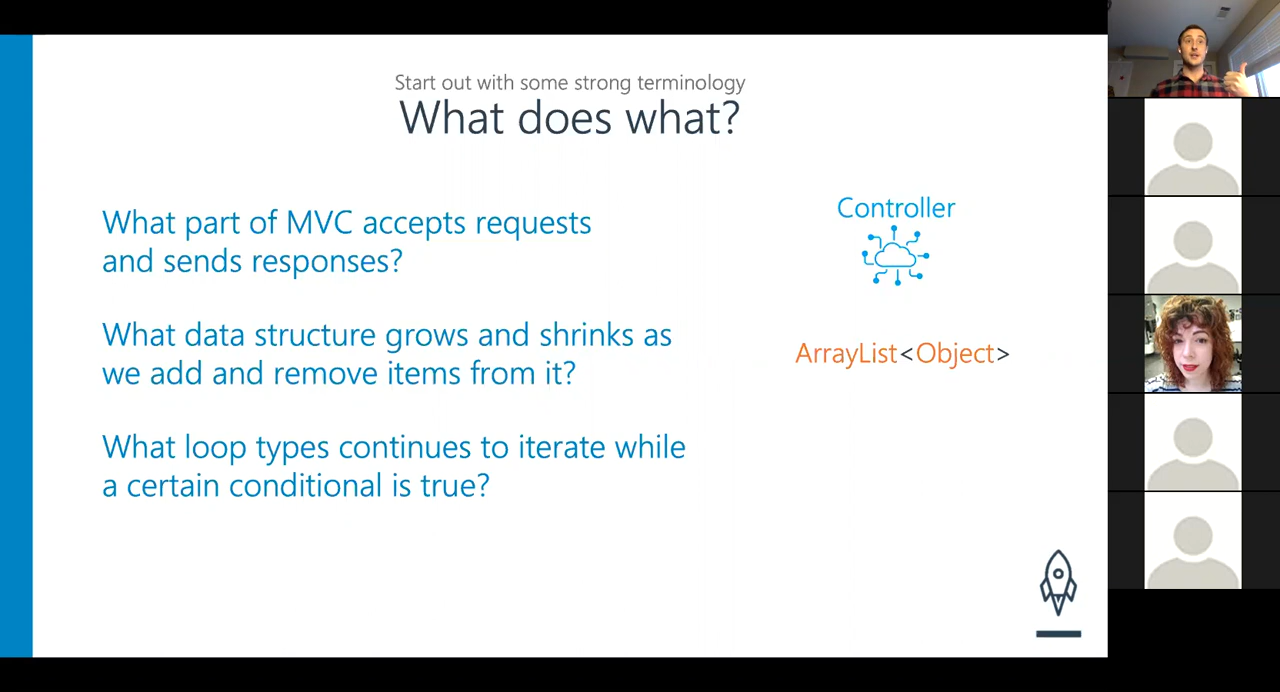 Start out with some strong terminology
What does what?
What part of MVC accepts requests
and sends responses?
Controller
What data structure grows and shrinks as
we add and remove items from it?
ArrayList<Object>
What loop types continues to iterate while
a certain conditional is true?